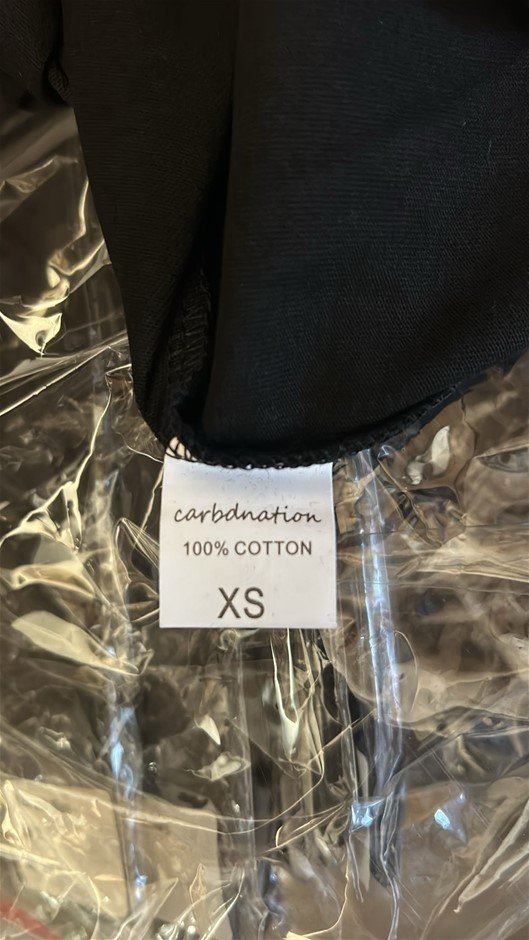 carbdnation
100% COTTON
XS